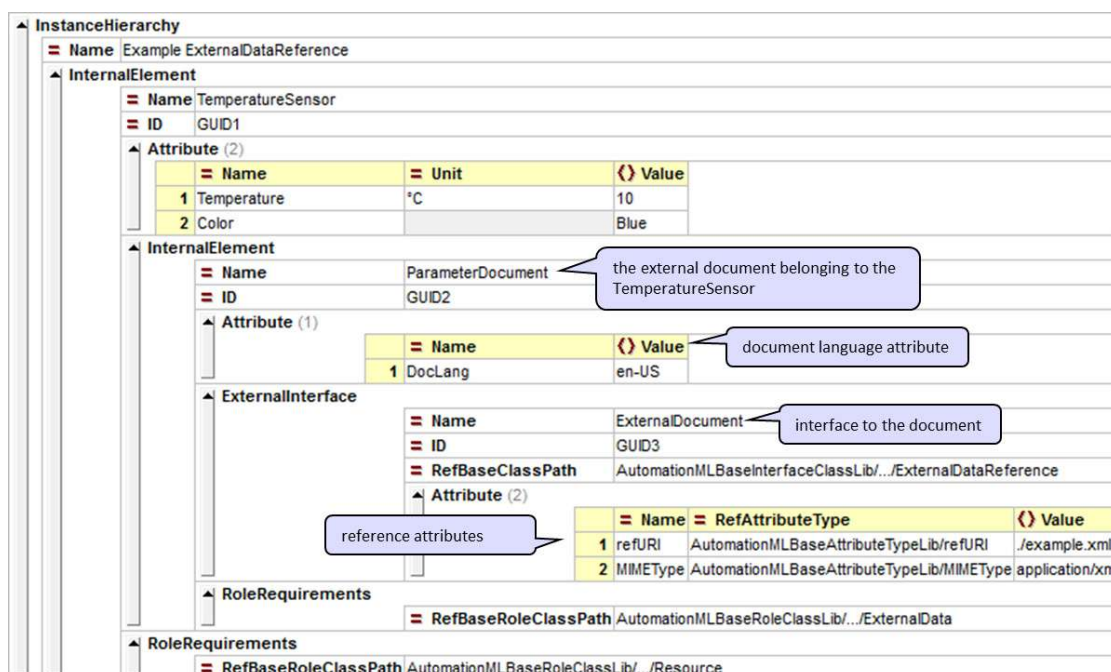 InstanceHierarchy
= Name Example ExternalDataReference
InternalElement
= Name TemperatureSensor
= ID GUID1
Attribute (2)
= Name = Unit <> Value
1 Temperature °C 10
2 Color Blue
InternalElement
= Name ParameterDocument
the external document belonging to the
TemperatureSensor
= ID GUID2
Attribute (1)
= Name <> Value
document language attribute
1 DocLang en-US
ExternalInterface
= Name ExternalDocument
interface to the document
= ID GUID3
= RefBaseClassPath AutomationMLBaseInterfaceClassLib/.../ExternalDataReference
Attribute (2)
= Name = RefAttributeType <> Value
reference attributes
1 refURI AutomationMLBaseAttributeTypeLib/refURI ./example.xml
2 MIMEType AutomationMLBaseAttributeTypeLib/MIMEType application/xm
RoleRequirements
= RefBaseRoleClassPath AutomationMLBaseRoleClassLib/.../ExternalData
RoleRequirements
= RefBaseRoleClassPath AutomationMLBaseRoleClassLib/.../Resource